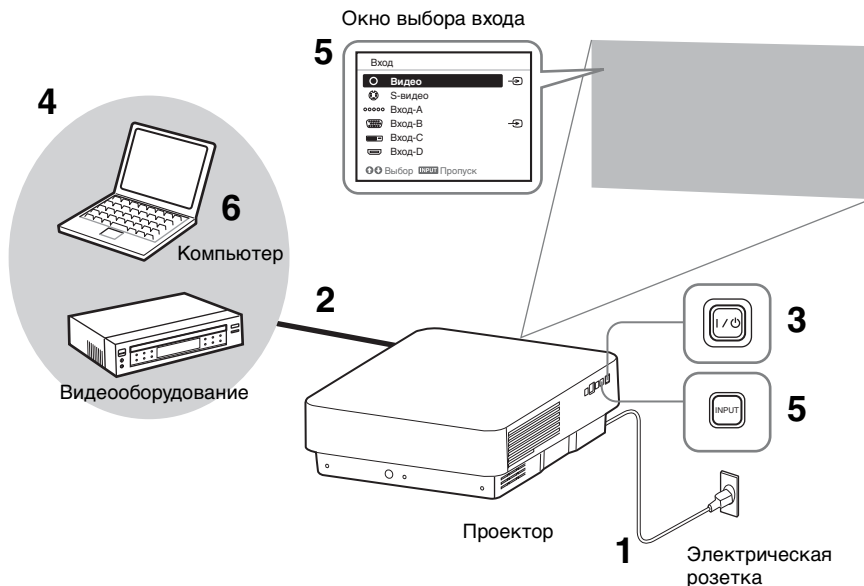 Окно выбора входа
5
Вход
Видео
S-видео
Вход-A
Вход-B
Вход-C
Вход-D
Выбор INPUT Пропуск
4
6
Компьютер
2
Видеооборудование
I / ⏻
3
INPUT
5
Проектор
1
Электрическая
розетка